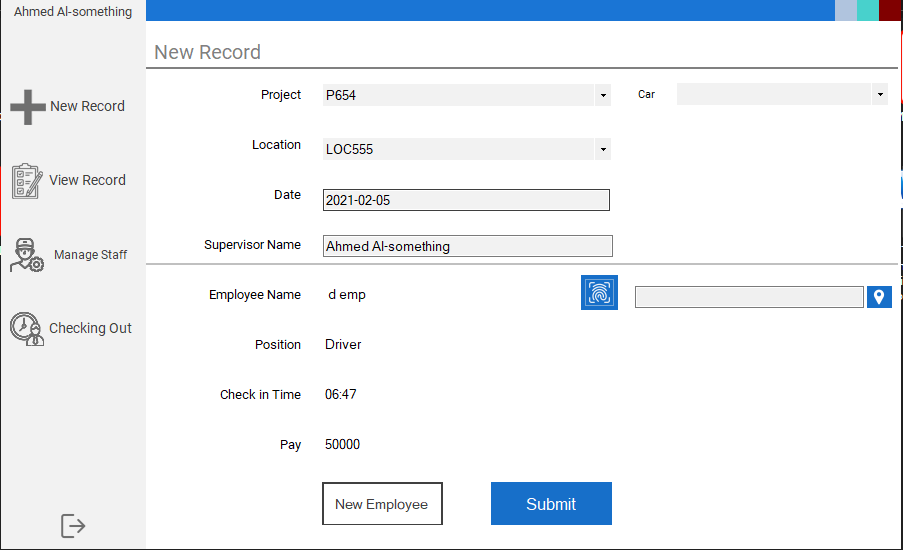 Ahmed Al-something
New Record
View Record
Manage Staff
Checking Out
New Record
Project P654 Car
Location LOC555
Date 2021-02-05
Supervisor Name Ahmed Al-something
Employee Name d emp
Position Driver
Check in Time 06:47
Pay 50000
New Employee Submit